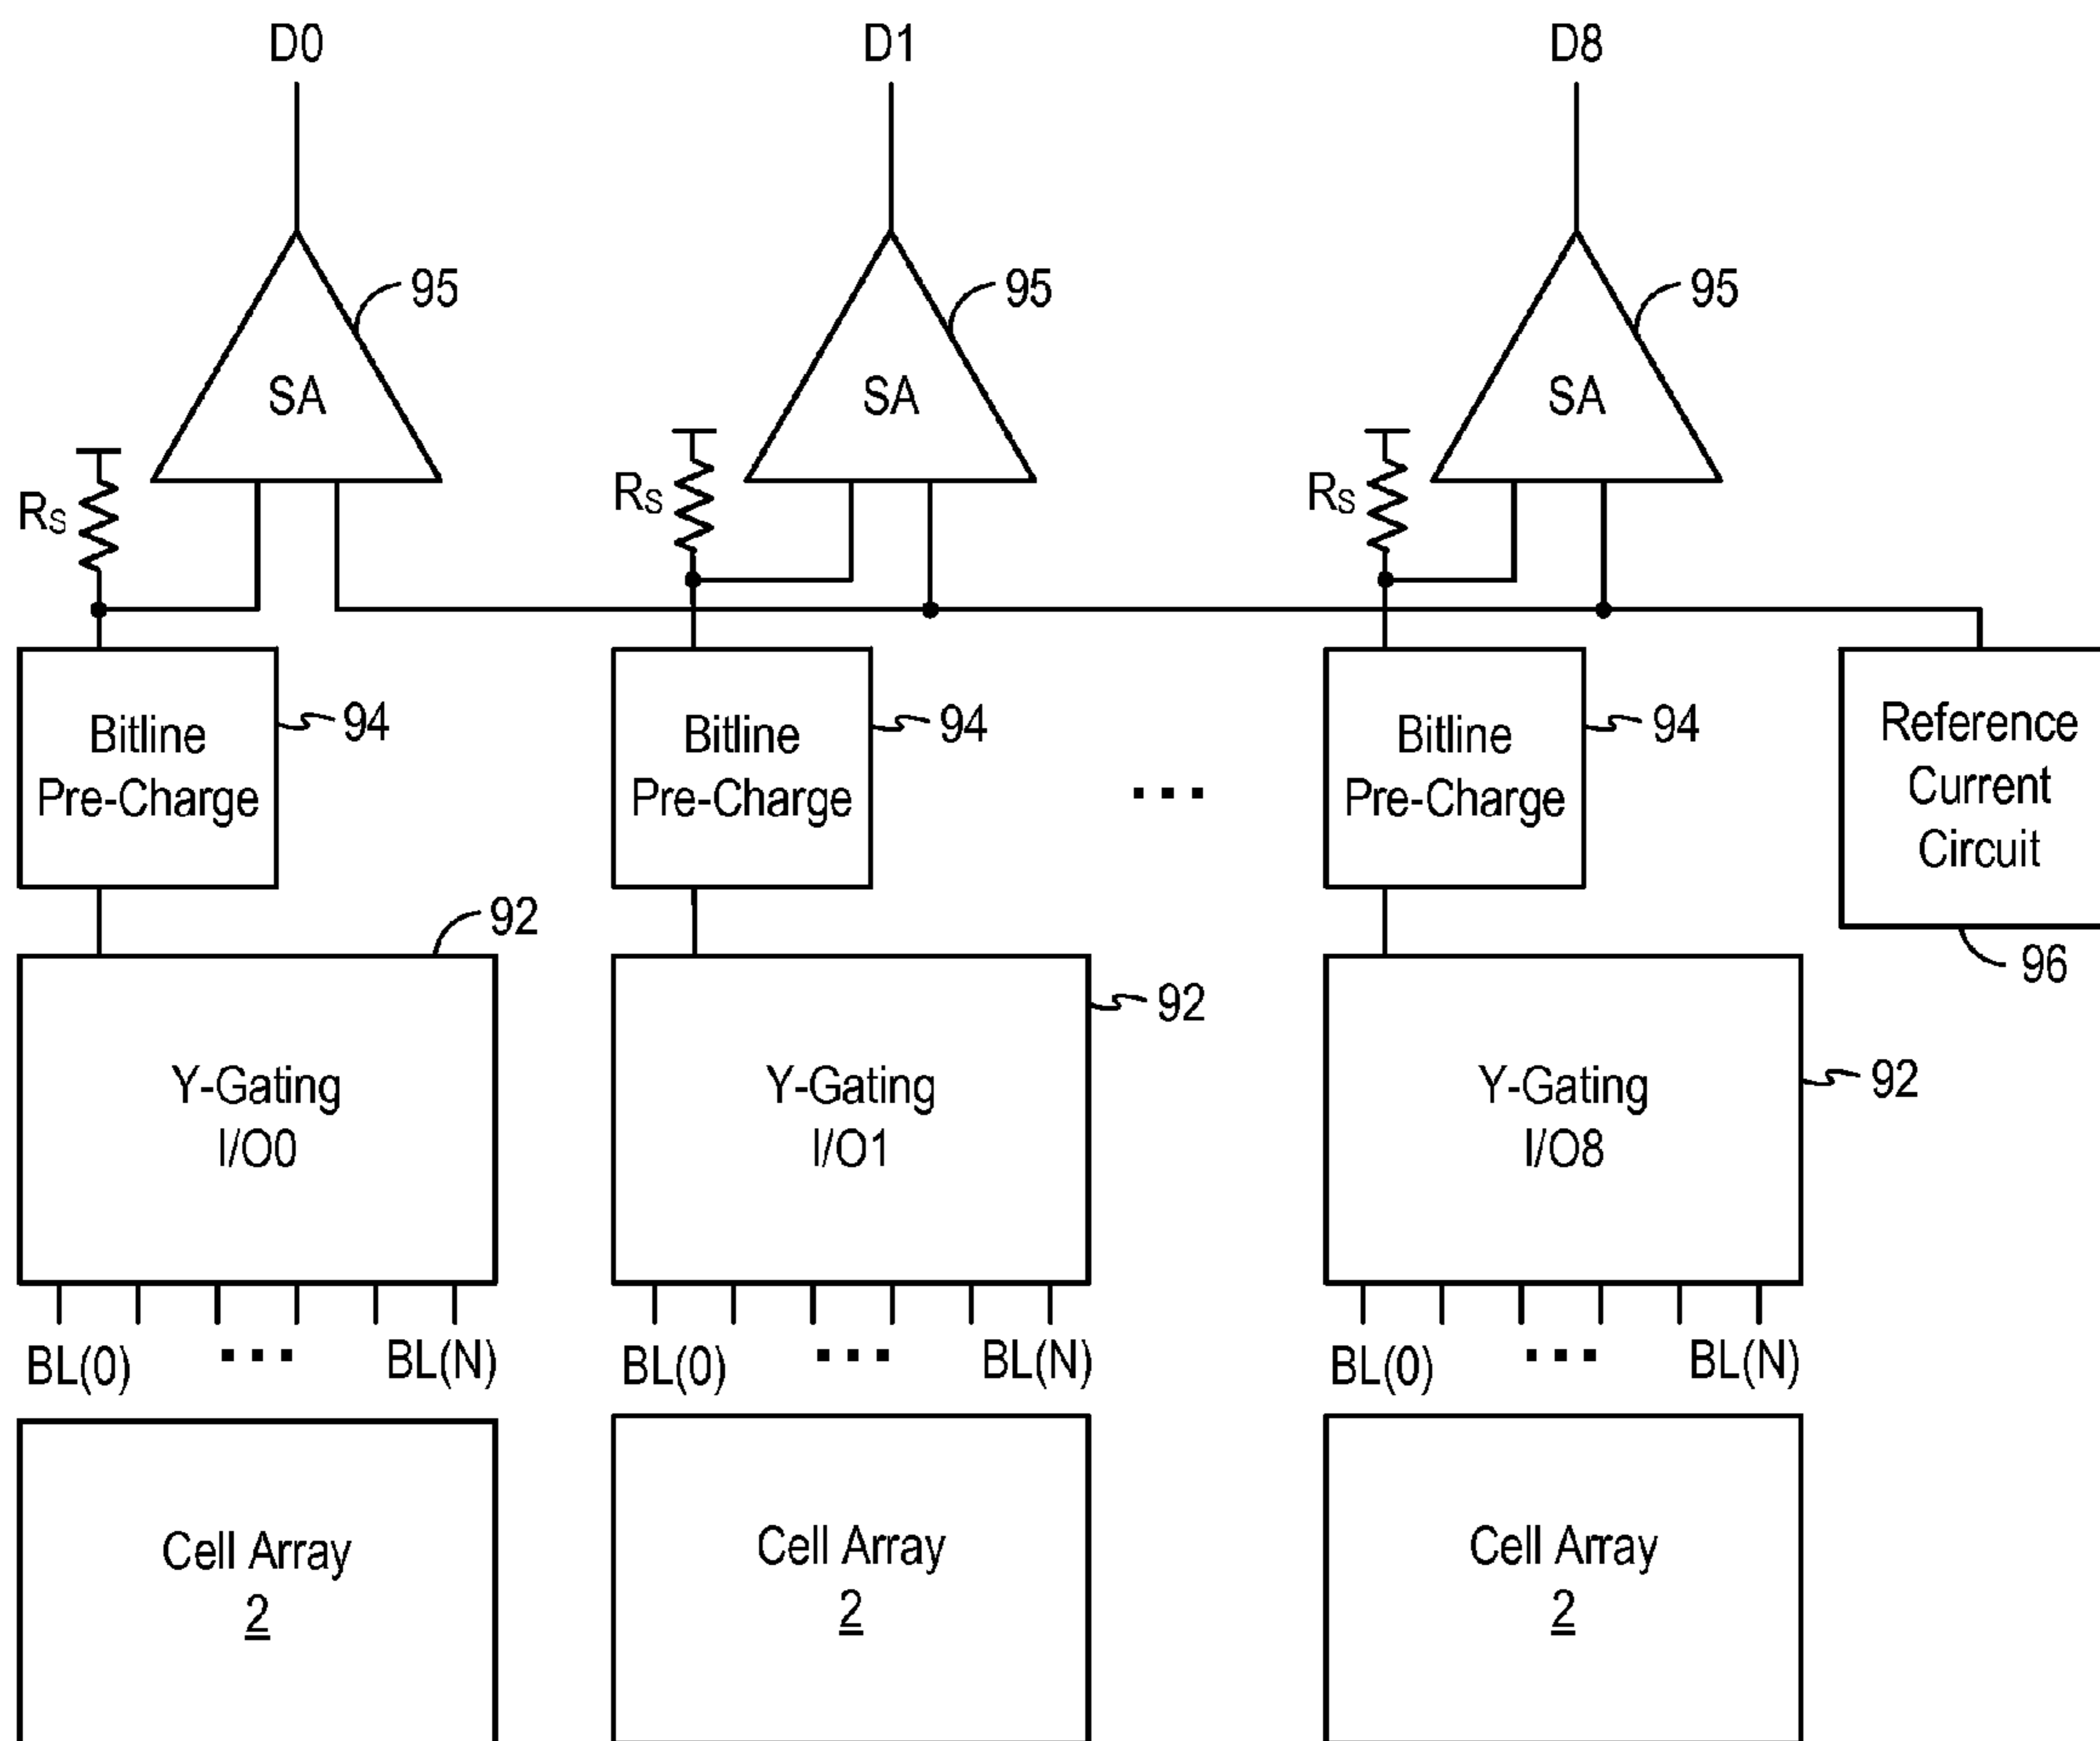 D0 D1 D8
95 95 95
SA SA SA
RS RS RS
Bitline Pre-Charge 94
Bitline Pre-Charge 94
...
Bitline Pre-Charge 94
Reference Current Circuit
96
92
Y-Gating I/O0
Y-Gating I/O1
92
Y-Gating I/O8
92
BL(0) ... BL(N) BL(0) ... BL(N) BL(0) ... BL(N)
Cell Array Cell Array Cell Array
2 2 2